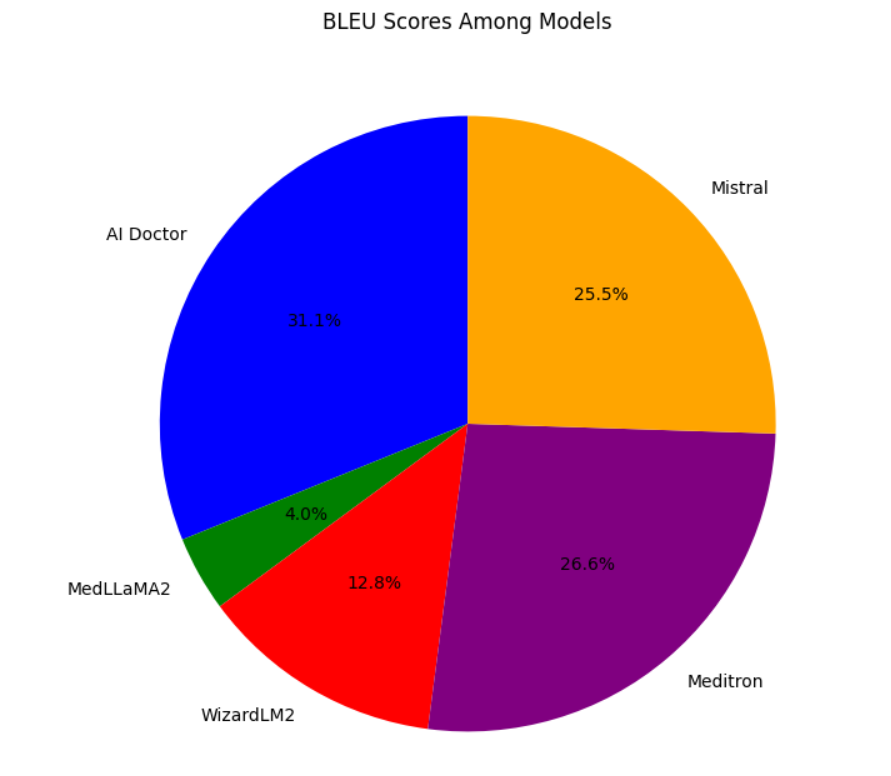 BLEU Scores Among Models
Mistral
AI Doctor
25.5%
31.1%
4.0%
26.6%
12.8%
MedLLaMA2
Meditron
WizardLM2